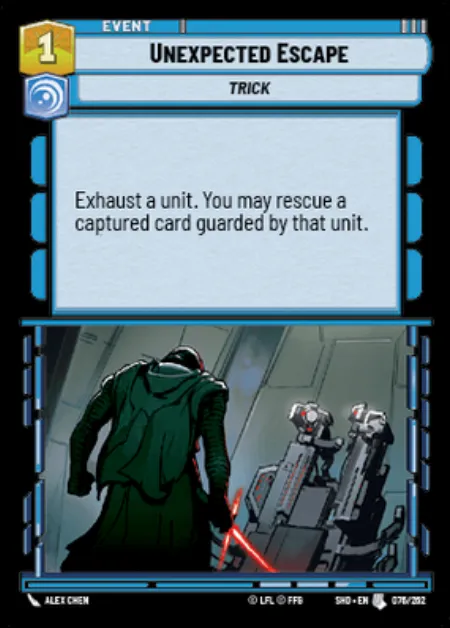 EVENT
1
UNEXPECTED ESCAPE
TRICK
Exhaust a unit. You may rescue a
captured card guarded by that unit.
ALEX CHEN
© LFL © FFG
SHD • EN
076/262